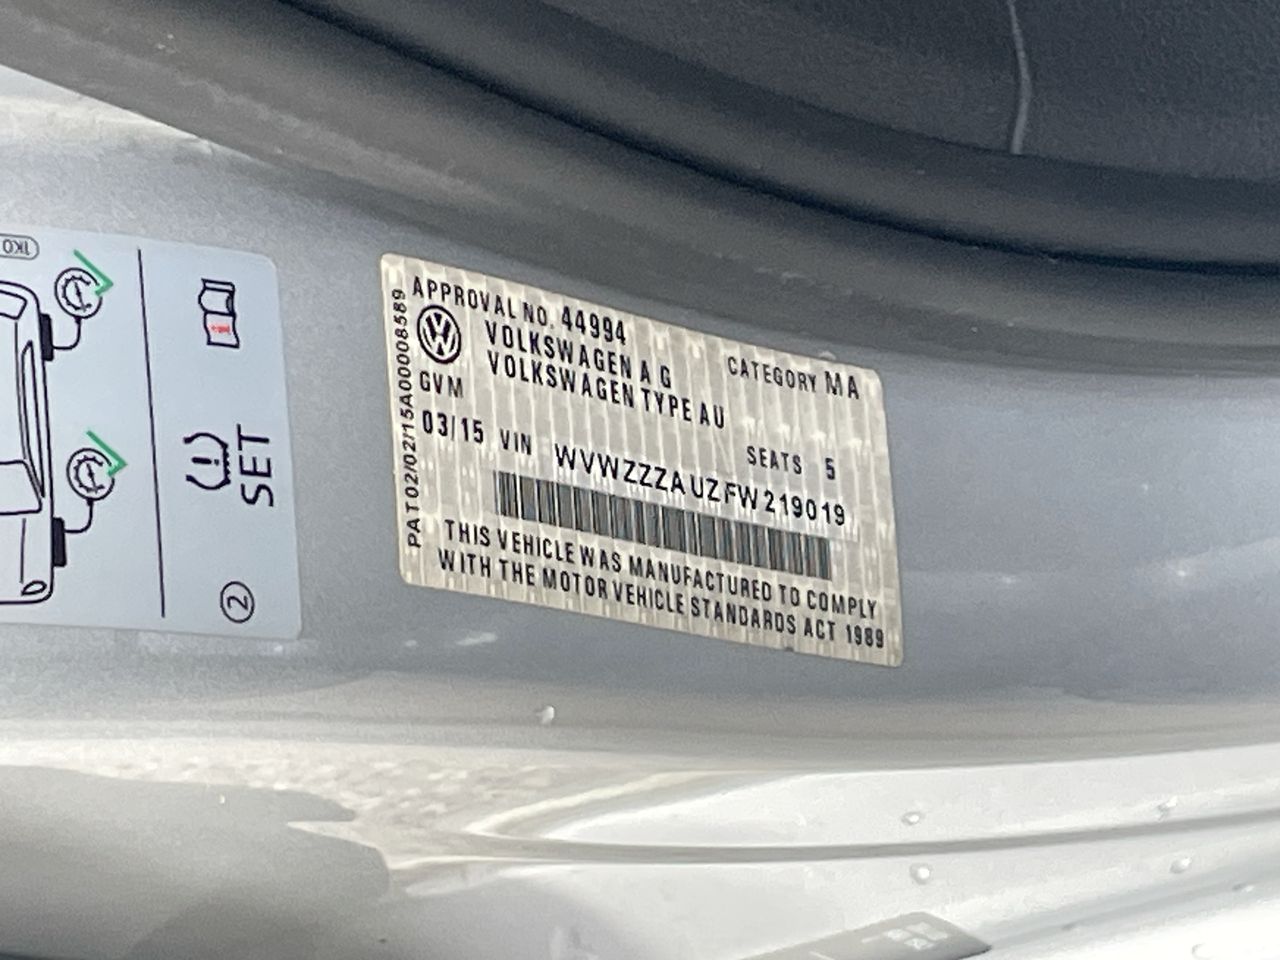 1K0
SET
2
PAT02/02/15A00008589
APPROVAL NO. 44994
VOLKSWAGEN A G
CATEGORY MA
VOLKSWAGEN TYPE AU
GVM
SEATS 5
03/15 VIN WVWZZZAUZFW219019
THIS VEHICLE WAS MANUFACTURED TO COMPLY
WITH THE MOTOR VEHICLE STANDARDS ACT 1989